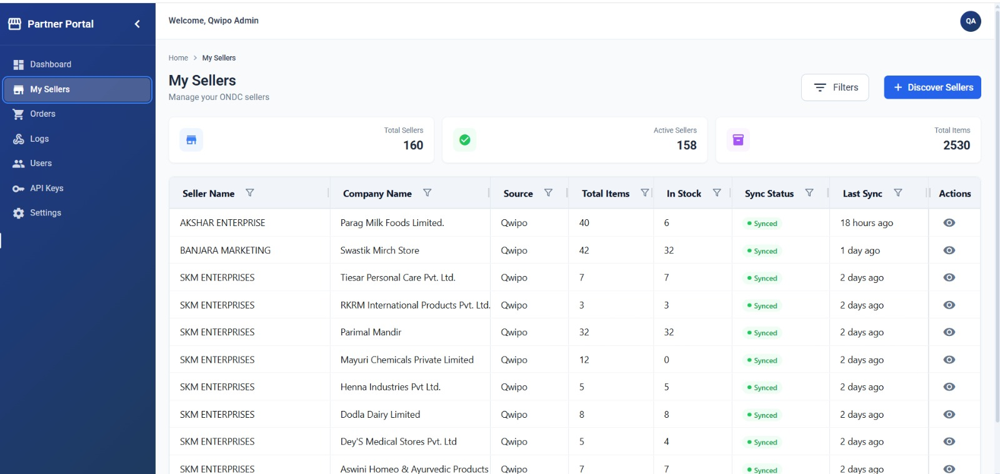 Partner Portal
Welcome, Qwipo Admin
QA
Dashboard
My Sellers
Orders
Logs
Users
API Keys
Settings
Home > My Sellers
My Sellers
Manage your ONDC sellers
Filters
+ Discover Sellers
Total Sellers
160
Active Sellers
158
Total Items
2530
Seller Name Company Name Source Total Items In Stock Sync Status Last Sync Actions
AKSHAR ENTERPRISE Parag Milk Foods Limited. Qwipo 40 6 Synced 18 hours ago
BANJARA MARKETING Swastik Mirch Store Qwipo 42 32 Synced 1 day ago
SKM ENTERPRISES Tiesar Personal Care Pvt. Ltd. Qwipo 7 7 Synced 2 days ago
SKM ENTERPRISES RKRM International Products Pvt. Ltd. Qwipo 3 3 Synced 2 days ago
SKM ENTERPRISES Parimal Mandir Qwipo 32 32 Synced 2 days ago
SKM ENTERPRISES Mayuri Chemicals Private Limited Qwipo 12 0 Synced 2 days ago
SKM ENTERPRISES Henna Industries Pvt Ltd. Qwipo 5 5 Synced 2 days ago
SKM ENTERPRISES Dodla Dairy Limited Qwipo 8 8 Synced 2 days ago
SKM ENTERPRISES Dey'S Medical Stores Pvt. Ltd Qwipo 5 4 Synced 2 days ago
SKM ENTERPRISES Aswini Homeo & Ayurvedic Products Qwipo 7 7 Synced 2 days ago